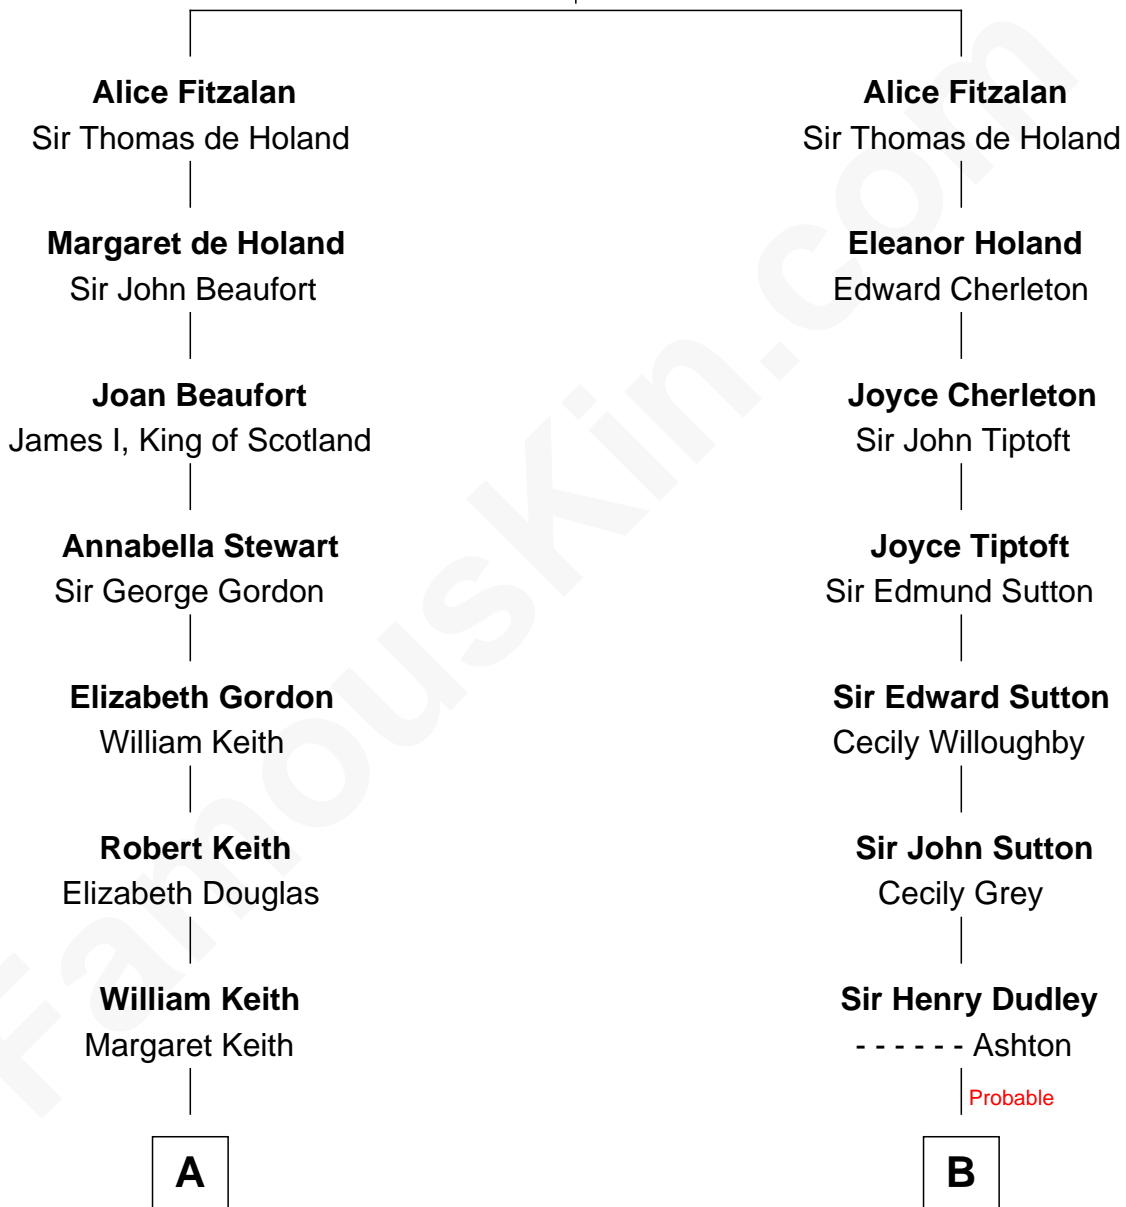 Alice Fitzalan
Sir Thomas de Holand
Margaret de Holand
Sir John Beaufort
Joan Beaufort
James I, King of Scotland
Annabella Stewart
Sir George Gordon
Elizabeth Gordon
William Keith
Robert Keith
Elizabeth Douglas
William Keith
Margaret Keith
A
Alice Fitzalan
Sir Thomas de Holand
Eleanor Holand
Edward Cherleton
Joyce Cherleton
Sir John Tiptoft
Joyce Tiptoft
Sir Edmund Sutton
Sir Edward Sutton
Cecily Willoughby
Sir John Sutton
Cecily Grey
Sir Henry Dudley
- - - - - - Ashton
Probable
B
FamousKin.com